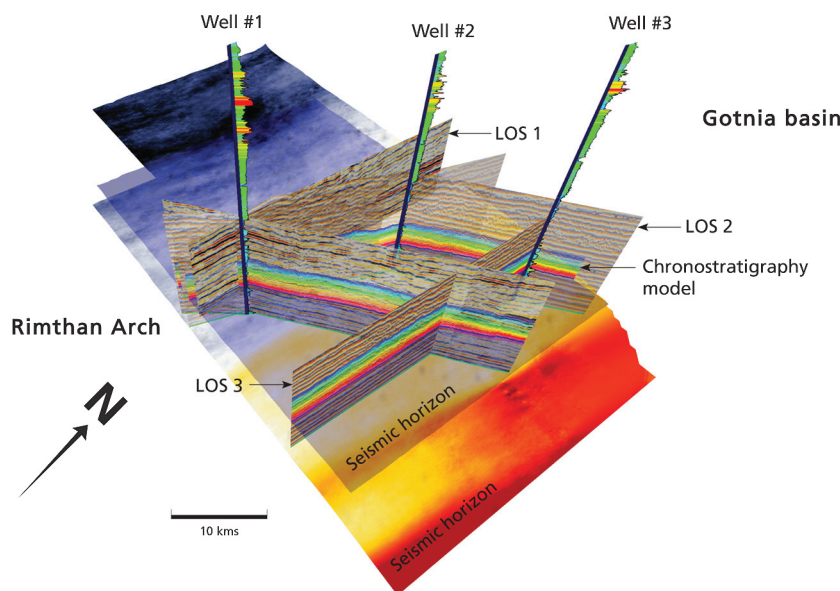 Well #1
Well #2
Well #3
Gotnia basin
LOS 1
LOS 2
Chronostratigraphy
model
Rimthan Arch
LOS 3
N
Seismic horizon
Seismic horizon
10 kms